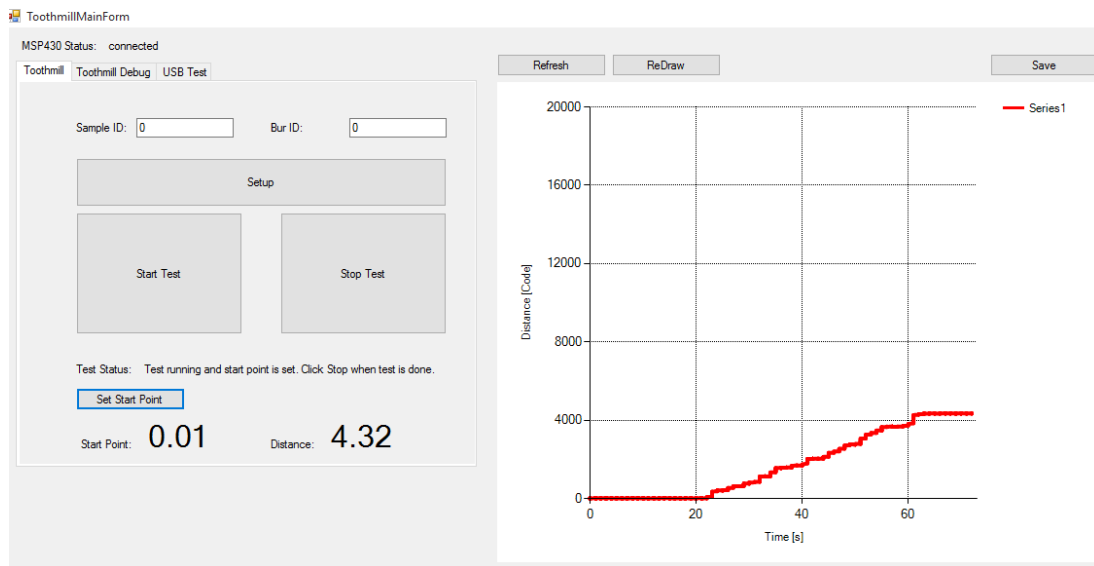 ToothmillMainForm
MSP430 Status: connected
Toothmill Toothmill Debug USB Test
Sample ID: 0 Bur ID: 0
Setup
Start Test Stop Test
Test Status: Test running and start point is set. Click Stop when test is done.
Set Start Point
Start Point: 0.01 Distance: 4.32
Refresh ReDraw Save
Series1
20000
16000
12000
8000
4000
0
Distance [Code]
0 20 40 60
Time [s]